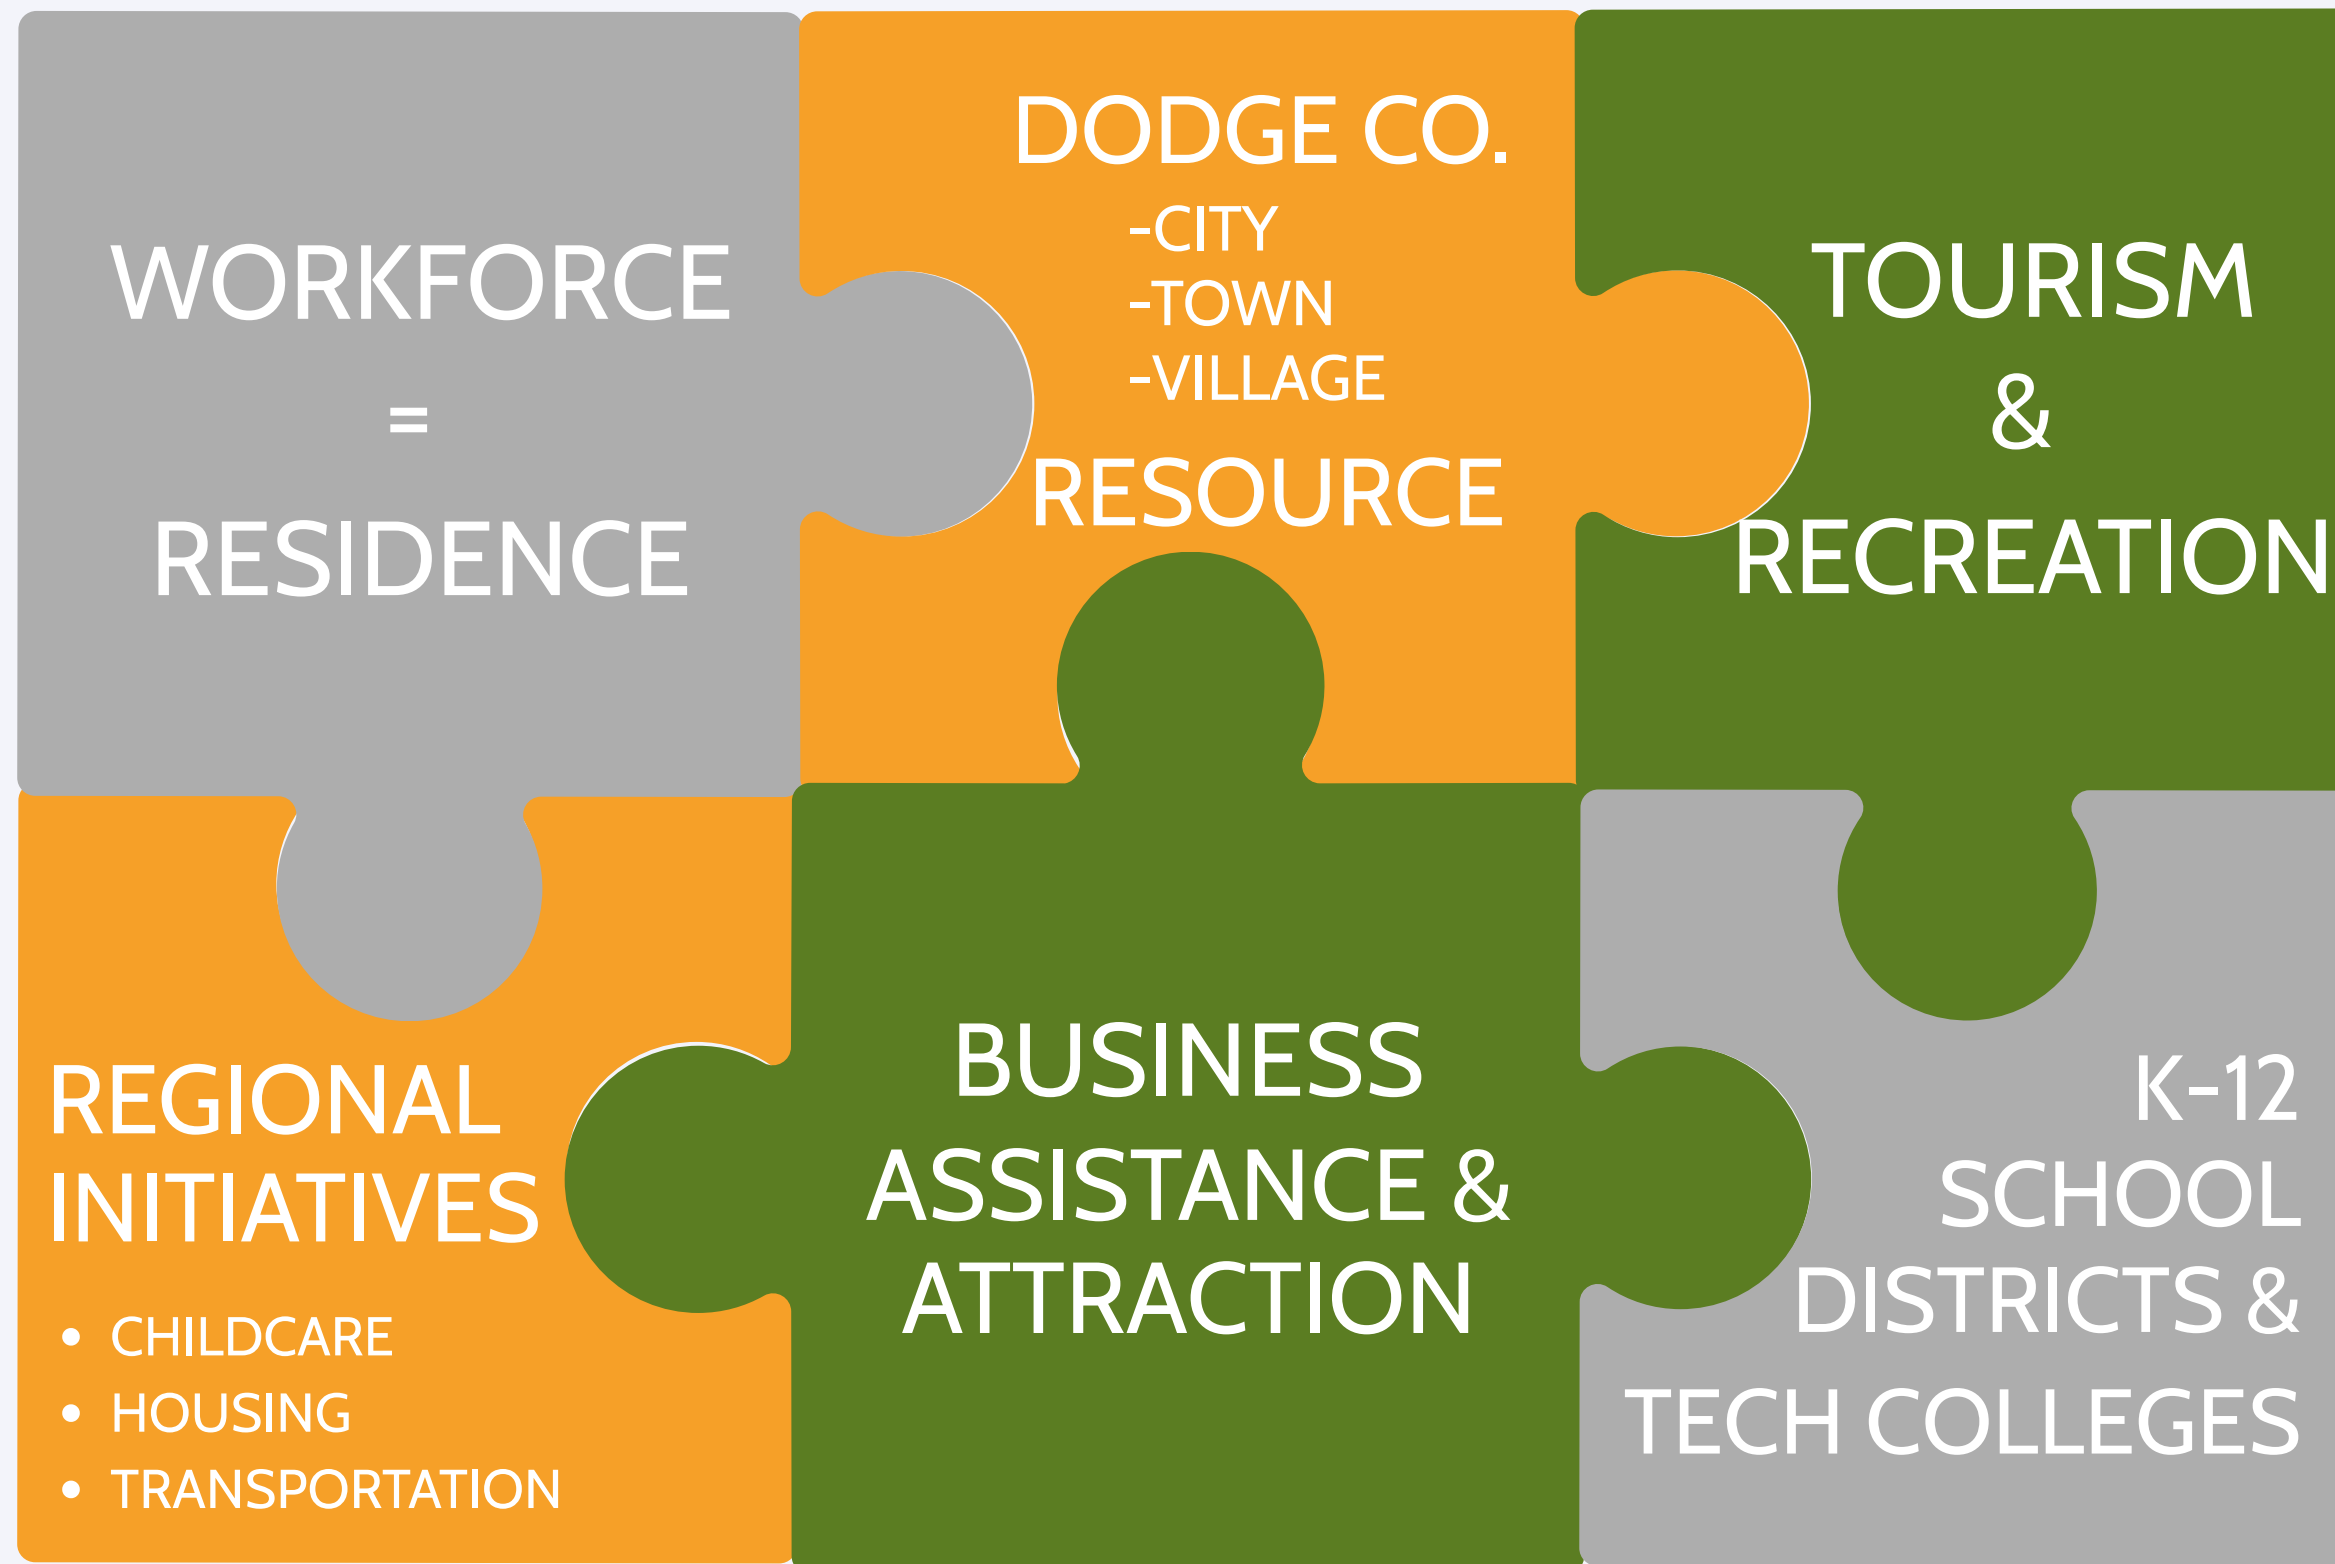 WORKFORCE
=
RESIDENCE
DODGE CO.
-CITY
-TOWN
-VILLAGE
RESOURCE
TOURISM
&
RECREATION
REGIONAL
INITIATIVES
• CHILDCARE
• HOUSING
• TRANSPORTATION
BUSINESS
ASSISTANCE &
ATTRACTION
K-12
SCHOOL
DISTRICTS &
TECH COLLEGES